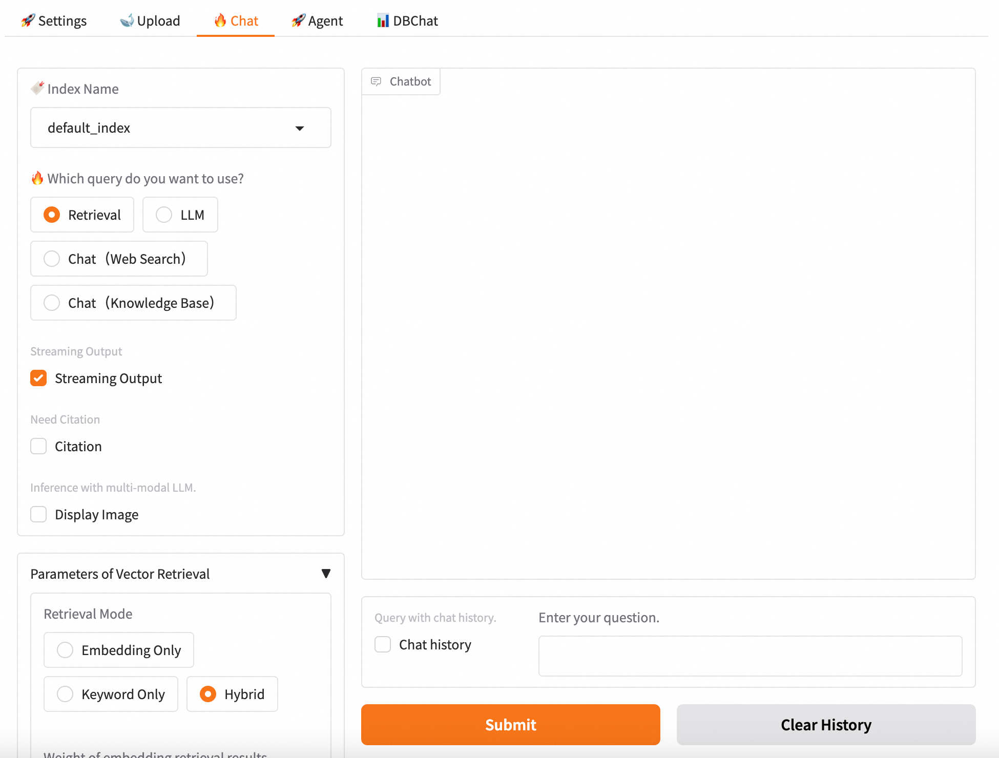 Settings
Upload
Chat
Agent
DBChat
Index Name
default_index
Which query do you want to use?
Retrieval
LLM
Chat（Web Search）
Chat（Knowledge Base）
Streaming Output
Streaming Output
Need Citation
Citation
Inference with multi-modal LLM.
Display Image
Parameters of Vector Retrieval
Retrieval Mode
Embedding Only
Keyword Only
Hybrid
Weight of embedding retrieval results
Chatbot
Query with chat history.
Chat history
Enter your question.
Submit
Clear History